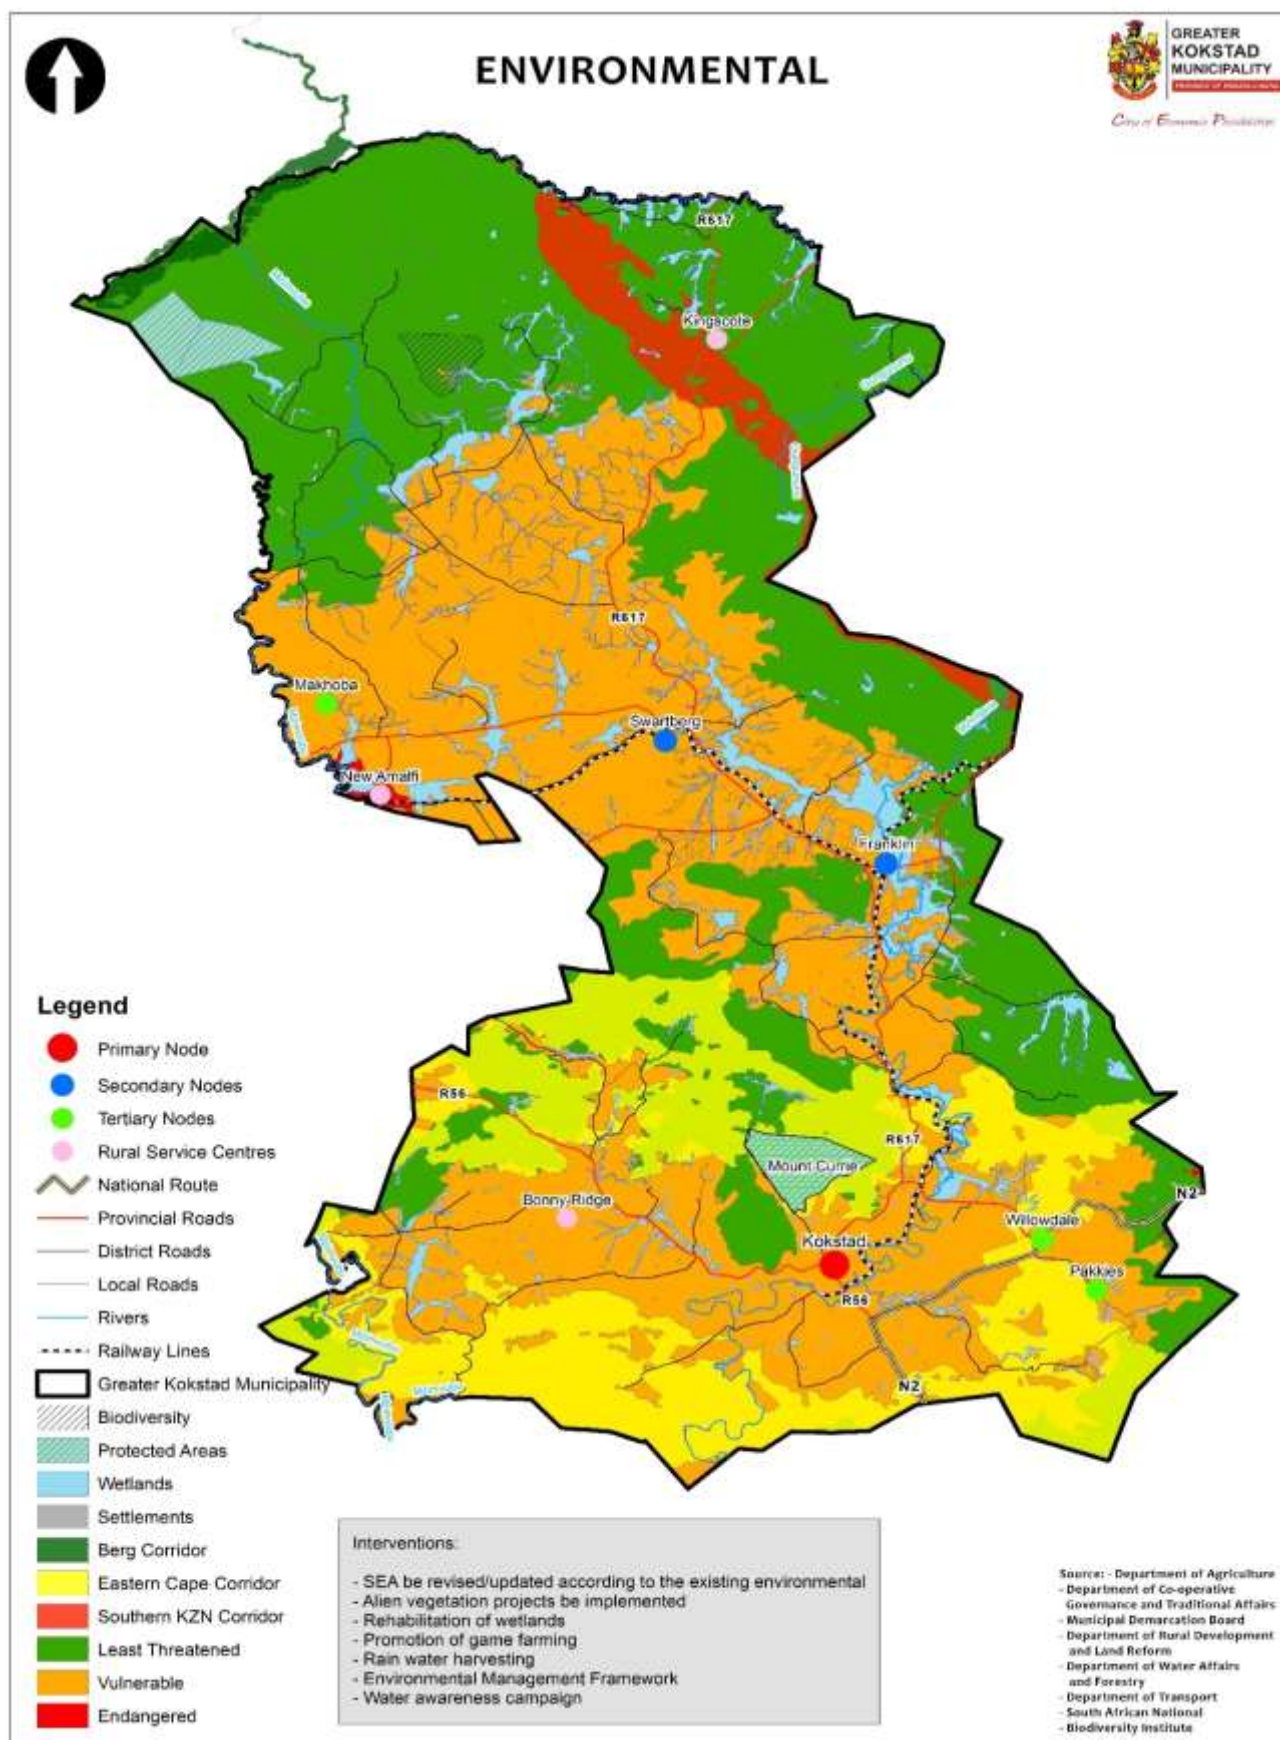 ENVIRONMENTAL
GREATER
KOKSTAD
MUNICIPALITY
R617
Kingscote
R617
Makhoba
Swartberg
New Amalfi
Franklin
R56
Mount Currie
R617
N2
Bonny Ridge
Willowdale
Kokstad
Pakkies
R56
N2
Legend
Primary Node
Secondary Nodes
Tertiary Nodes
Rural Service Centres
National Route
Provincial Roads
District Roads
Local Roads
Rivers
Railway Lines
Greater Kokstad Municipality
Biodiversity
Protected Areas
Wetlands
Settlements
Berg Corridor
Eastern Cape Corridor
Southern KZN Corridor
Least Threatened
Vulnerable
Endangered
Interventions:
- SEA be revised/updated according to the existing environmental
- Alien vegetation projects be implemented
- Rehabilitation of wetlands
- Promotion of game farming
- Rain water harvesting
- Environmental Management Framework
- Water awareness campaign
Source: - Department of Agriculture
- Department of Co-operative
Governance and Traditional Affairs
- Municipal Demarcation Board
- Department of Rural Development
and Land Reform
- Department of Water Affairs
and Forestry
- Department of Transport
- South African National
- Biodiversity Institute